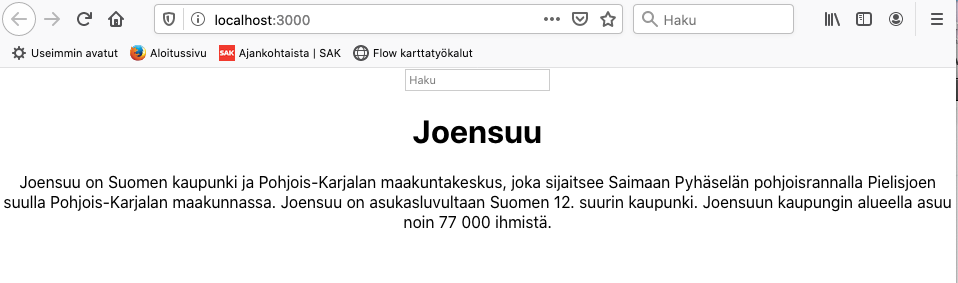 localhost:3000
Haku
Useimmin avatut
Aloitussivu
SAK Ajankohtaista | SAK
Flow karttatyökalut
Haku
Joensuu
Joensuu on Suomen kaupunki ja Pohjois-Karjalan maakuntakeskus, joka sijaitsee Saimaan Pyhäselän pohjoisrannalla Pielisjoen
suulla Pohjois-Karjalan maakunnassa. Joensuu on asukasluvultaan Suomen 12. suurin kaupunki. Joensuun kaupungin alueella asuu
noin 77 000 ihmistä.